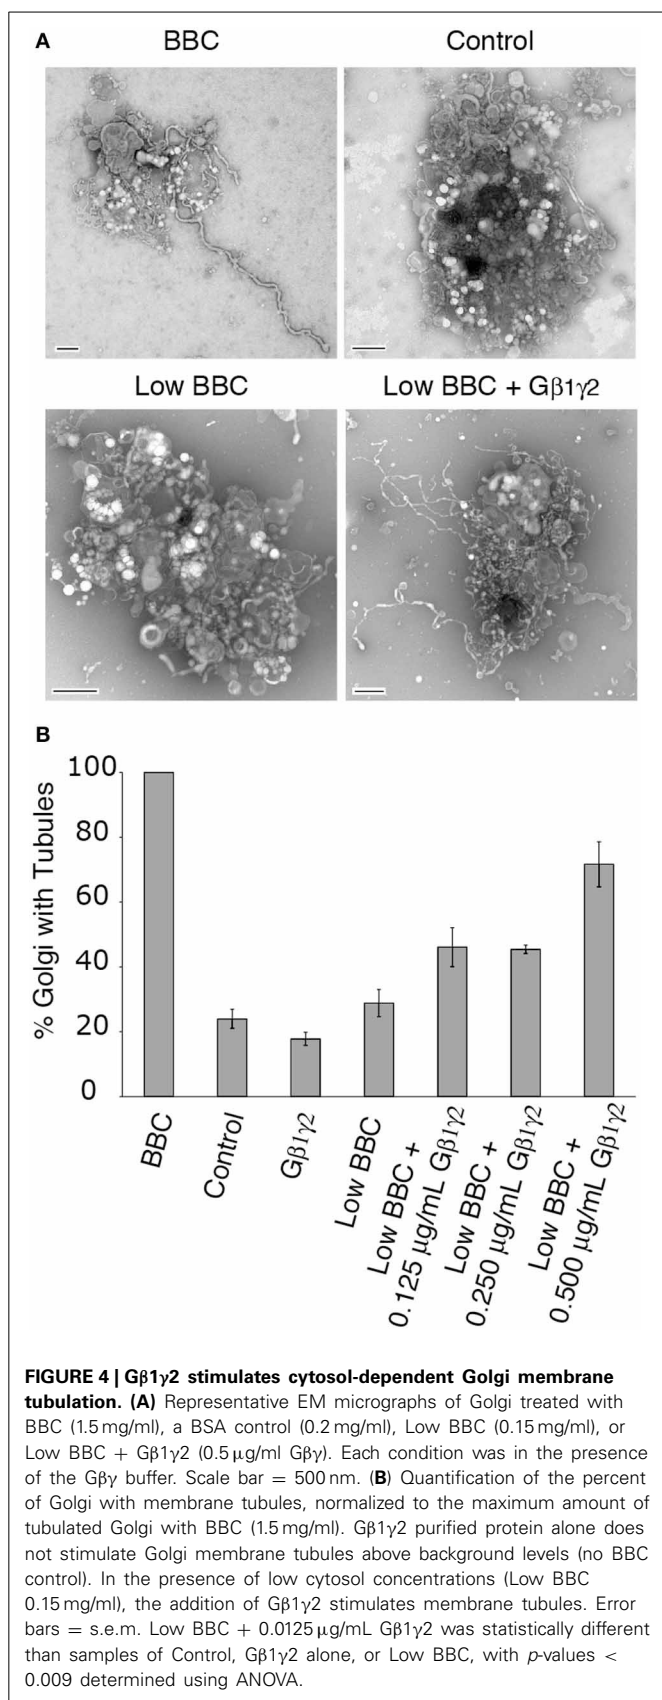 A
BBC
Control
Low BBC
Low BBC + Gβ1γ2
B
% Golgi with Tubules
100
80
60
40
20
0
BBC
Control
Gβ1γ2
Low BBC
Low BBC +
0.125 μg/mL Gβ1γ2
Low BBC +
0.250 μg/mL Gβ1γ2
Low BBC +
0.500 μg/mL Gβ1γ2
FIGURE 4 | Gβ1γ2 stimulates cytosol-dependent Golgi membrane
tubulation. (A) Representative EM micrographs of Golgi treated with
BBC (1.5 mg/ml), a BSA control (0.2 mg/ml), Low BBC (0.15 mg/ml), or
Low BBC + Gβ1γ2 (0.5 μg/ml Gβγ). Each condition was in the presence
of the Gβγ buffer. Scale bar = 500 nm. (B) Quantification of the percent
of Golgi with membrane tubules, normalized to the maximum amount of
tubulated Golgi with BBC (1.5 mg/ml). Gβ1γ2 purified protein alone does
not stimulate Golgi membrane tubules above background levels (no BBC
control). In the presence of low cytosol concentrations (Low BBC
0.15 mg/ml), the addition of Gβ1γ2 stimulates membrane tubules. Error
bars = s.e.m. Low BBC + 0.0125 μg/mL Gβ1γ2 was statistically different
than samples of Control, Gβ1γ2 alone, or Low BBC, with p-values <
0.009 determined using ANOVA.